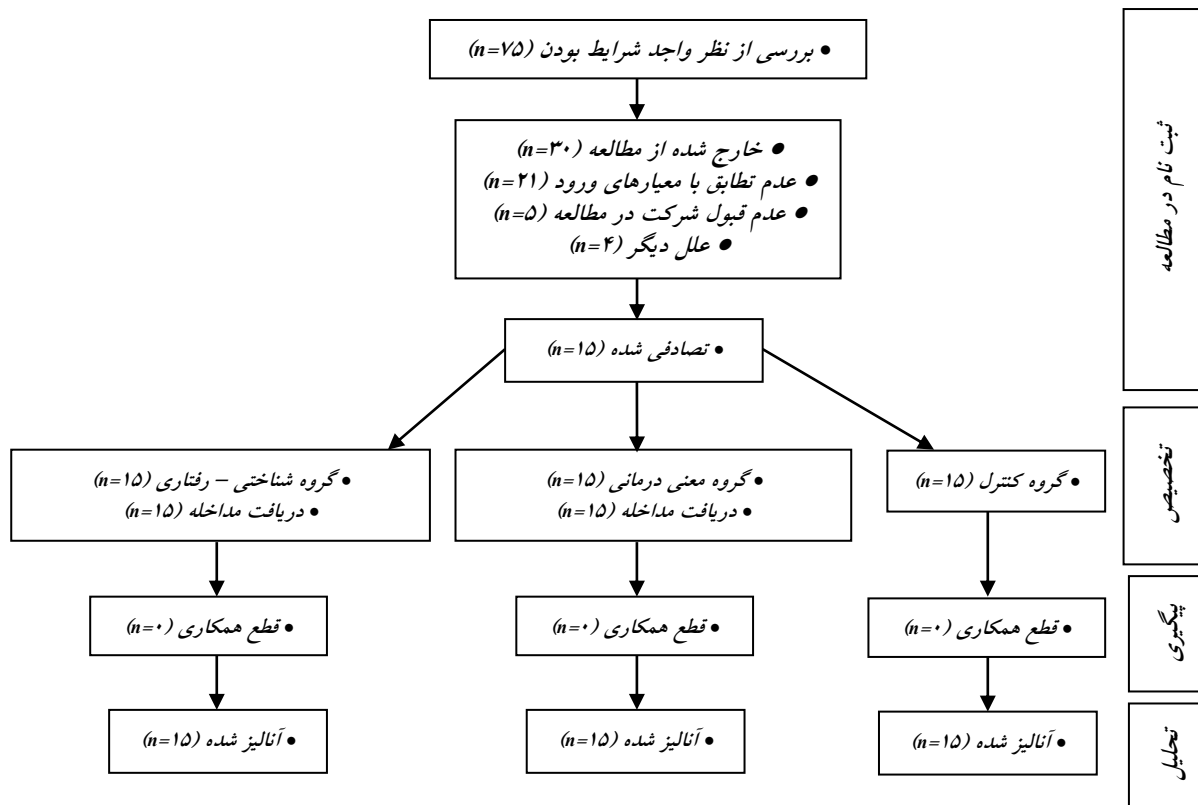 • بررسی از نظر واجد شرایط بودن (n=۷۵)
• خارج شده از مطالعه (n=۳۰)
• عدم تطابق با معیارهای ورود (n=۲۱)
• عدم قبول شرکت در مطالعه (n=۵)
• علل دیگر (n=۴)
• تصادفی شده (n=۱۵)
ثبت نام در مطالعه
• گروه کنترل (n=۱۵)
• گروه معنی درمانی (n=۱۵)
• دریافت مداخله (n=۱۵)
• گروه شناختی – رفتاری (n=۱۵)
• دریافت مداخله (n=۱۵)
تخصیص
• قطع همکاری (n=۰)
• قطع همکاری (n=۰)
• قطع همکاری (n=۰)
پیگیری
• آنالیز شده (n=۱۵)
• آنالیز شده (n=۱۵)
• آنالیز شده (n=۱۵)
تحلیل